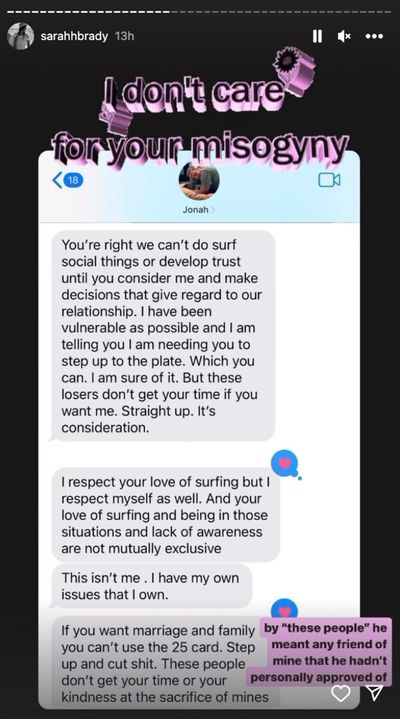 sarahhbrady 13h
I don't care
for your misogyny
18
Jonah
You're right we can't do surf
social things or develop trust
until you consider me and make
decisions that give regard to our
relationship. I have been
vulnerable as possible and I am
telling you I am needing you to
step up to the plate. Which you
can. I am sure of it. But these
losers don't get your time if you
want me. Straight up. It's
consideration.
I respect your love of surfing but I
respect myself as well. And your
love of surfing and being in those
situations and lack of awareness
are not mutually exclusive
This isn't me . I have my own
issues that I own.
If you want marriage and family
you can't use the 25 card. Step
up and cut shit. These people
don't get your time or your
kindness at the sacrifice of mines
by "these people" he
meant any friend of
mine that he hadn't
personally approved of